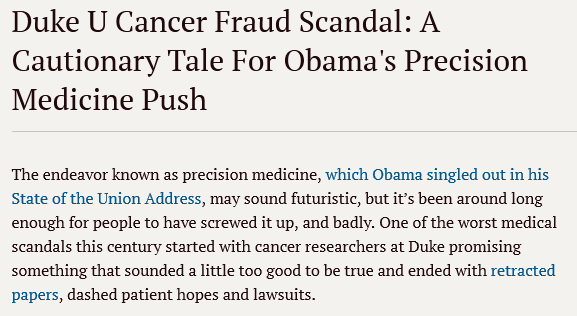 Duke U Cancer Fraud Scandal: A
Cautionary Tale For Obama's Precision
Medicine Push
The endeavor known as precision medicine, which Obama singled out in his
State of the Union Address, may sound futuristic, but it’s been around long
enough for people to have screwed it up, and badly. One of the worst medical
scandals this century started with cancer researchers at Duke promising
something that sounded a little too good to be true and ended with retracted
papers, dashed patient hopes and lawsuits.